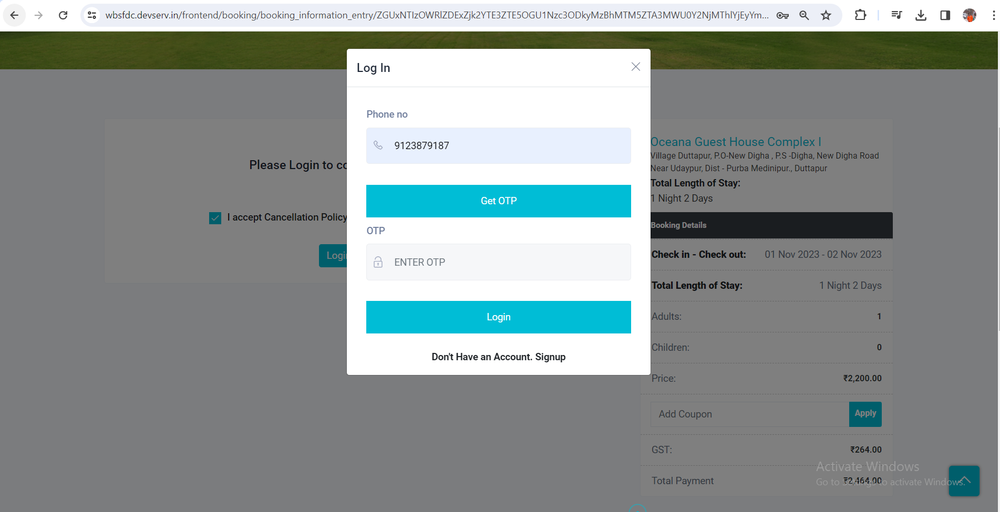 wbsfdc.devserv.in/frontend/booking/booking_information_entry/ZGUxNTIzOWRlZDExZjk2YTE3ZTE5OGU1Nzc3ODkyMzBhMTM5ZTA3MWU0Y2NjMThlYjEyYm...
Log In
Phone no
9123879187
Get OTP
OTP
ENTER OTP
Login
Don't Have an Account. Signup
Please Login to co
I accept Cancellation Policy
Login
Oceana Guest House Complex I
Village Duttapur, P.O-New Digha , P.S -Digha, New Digha Road
Near Udaypur, Dist - Purba Medinipur., Duttapur
Total Length of Stay:
1 Night 2 Days
Booking Details
Check in - Check out: 01 Nov 2023 - 02 Nov 2023
Total Length of Stay: 1 Night 2 Days
Adults: 1
Children: 0
Price: ₹2,200.00
Add Coupon Apply
GST: ₹264.00
Total Payment ₹2,464.00
Activate Windows
Go to Settings to activate Windows.